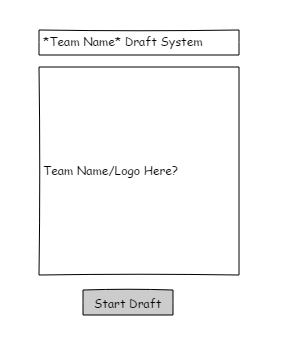 *Team Name* Draft System
Team Name/Logo Here?
Start Draft